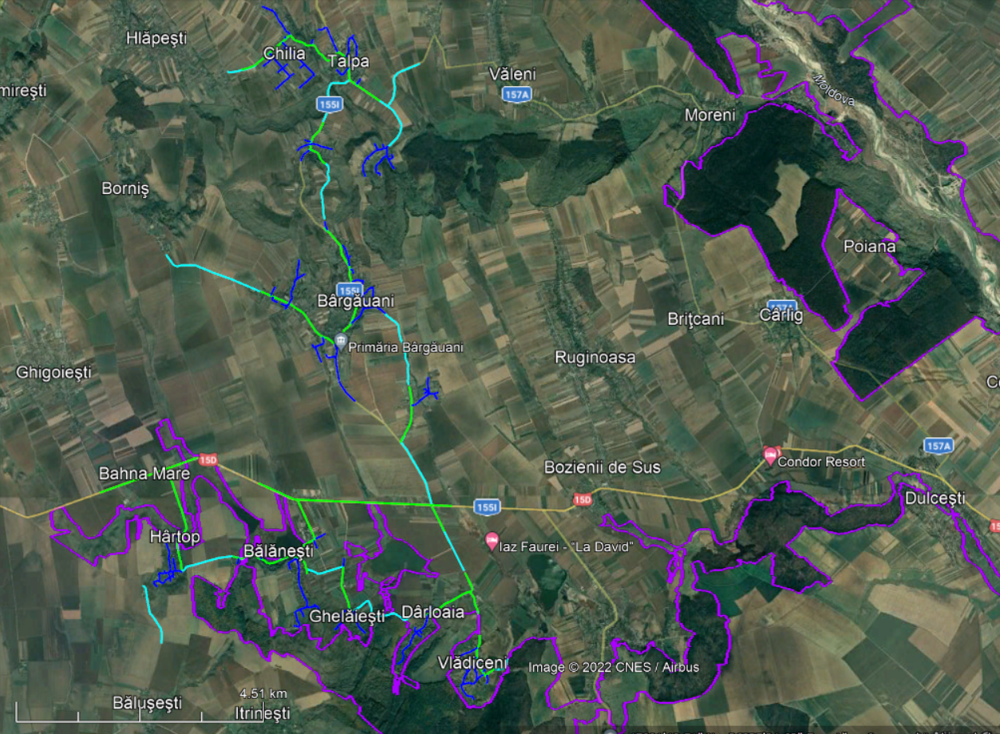 Hlăpești
Chilia
Talpa
Văleni
157A
Moldova
mirești
155I
Moreni
Borniș
Poiana
155I
Bârgăuani
Brițcani
Cârlig
Primăria Bârgăuani
Ruginoasa
Ghigoiești
157A
15D
Condor Resort
Bahna Mare
Bozienii de Sus
Dulcești
155I
15D
Hârtop
Iaz Faurei - "La David"
Bălănești
Ghelăiești
Dârloaia
Vlădiceni
Image © 2022 CNES / Airbus
4.51 km
Bălușești
Itrinești